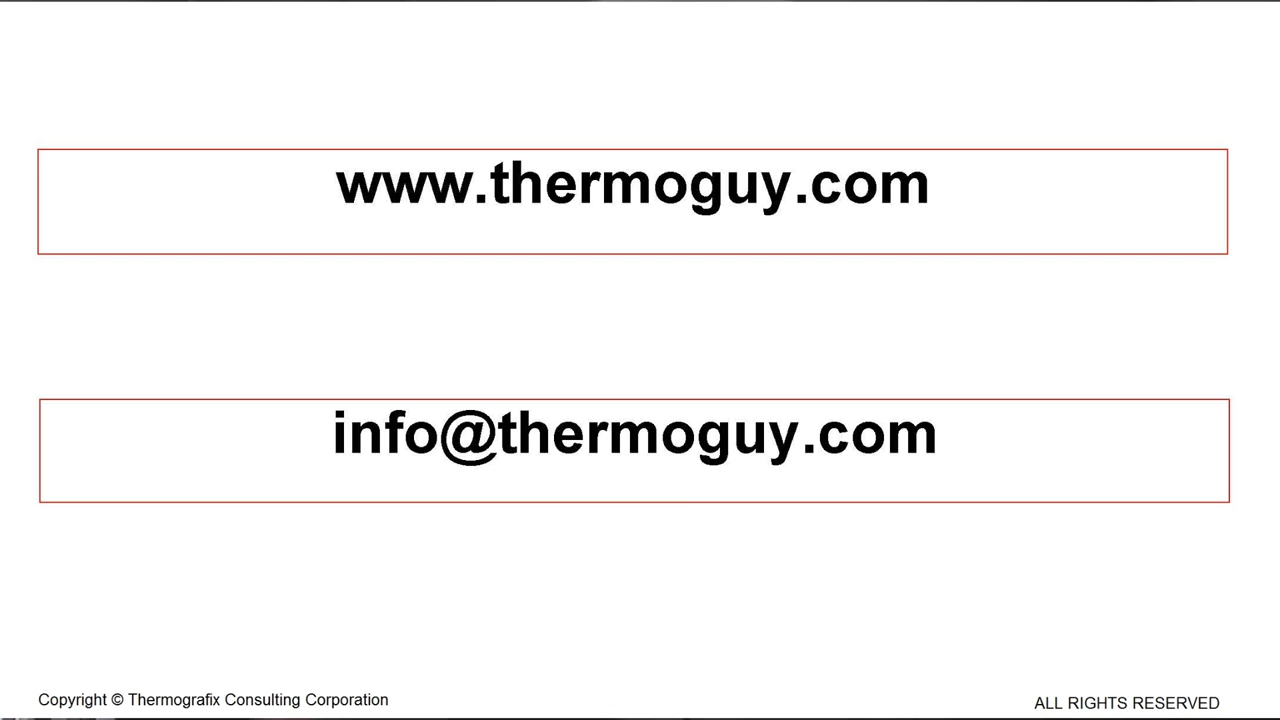 www.thermoguy.com
info@thermoguy.com
Copyright © Thermografix Consulting Corporation
ALL RIGHTS RESERVED